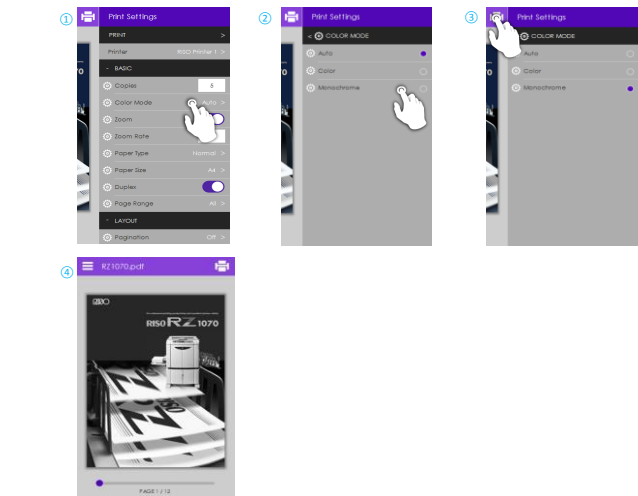 ① Print Settings
PRINT >
Printer RISO Printer 1 >
- BASIC
Copies 5
Color Mode Auto >
Zoom
Zoom Rate
Paper Type Normal >
Paper Size A4 >
Duplex
Page Range All >
LAYOUT
Pagination Off >
② Print Settings
< COLOR MODE
Auto
Color
Monochrome
③ Print Settings
COLOR MODE
Auto
Color
Monochrome
④ RZ1070.pdf
RISO
RISO RZ 1070
PAGE 1 / 12